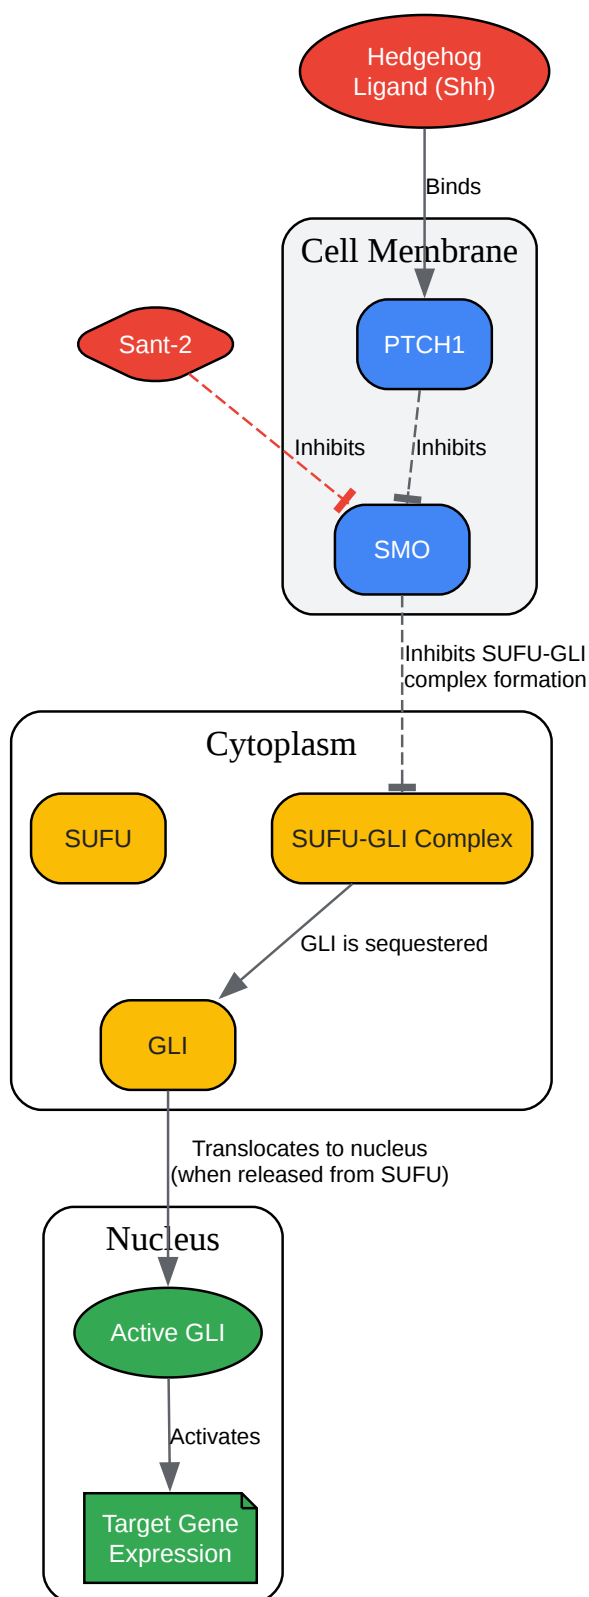 Hedgehog
Ligand (Shh)
Binds
Cell Membrane
Sant-2
PTCH1
Inhibits
Inhibits
SMO
Inhibits SUFU-GLI
complex formation
Cytoplasm
SUFU
SUFU-GLI Complex
GLI is sequestered
GLI
Translocates to nucleus
(when released from SUFU)
Nucleus
Active GLI
Activates
Target Gene
Expression